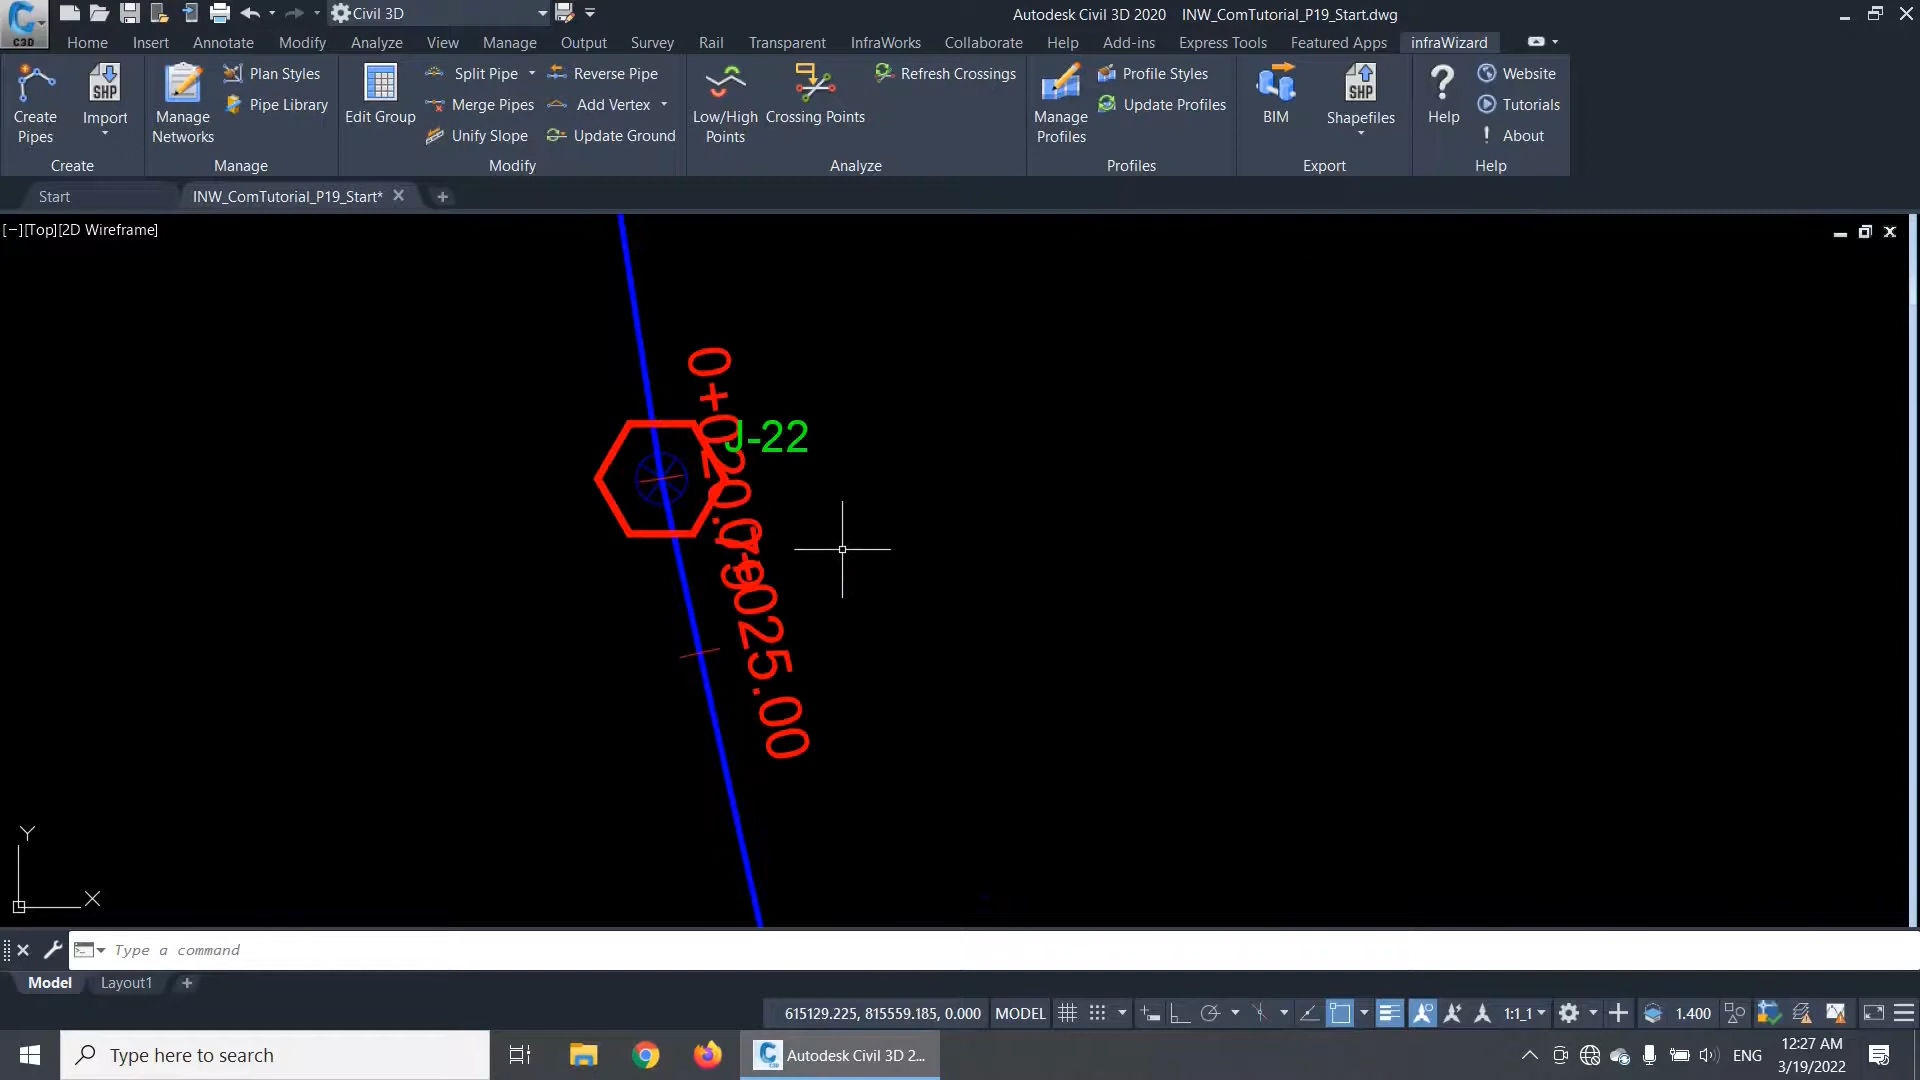 Civil 3D
Autodesk Civil 3D 2020 INW_ComTutorial_P19_Start.dwg
C3D
Home Insert Annotate Modify Analyze View Manage Output Survey Rail Transparent InfraWorks Collaborate Help Add-ins Express Tools Featured Apps infraWizard
Create Pipes
SHP
Import
Create
Manage Networks
Plan Styles
Pipe Library
Manage
Edit Group
Split Pipe
Reverse Pipe
Merge Pipes
Add Vertex
Unify Slope
Update Ground
Modify
Low/High Points
Crossing Points
Refresh Crossings
Analyze
Manage Profiles
Profile Styles
Update Profiles
Profiles
BIM
SHP
Shapefiles
Export
Help
Website
Tutorials
About
Help
Start INW_ComTutorial_P19_Start*
[−][Top][2D Wireframe]
J-22
Y
X
Type a command
Model Layout1
615129.225, 815559.185, 0.000 MODEL 1:1_1 1.400
Type here to search
Autodesk Civil 3D 2...
ENG
12:27 AM
3/19/2022